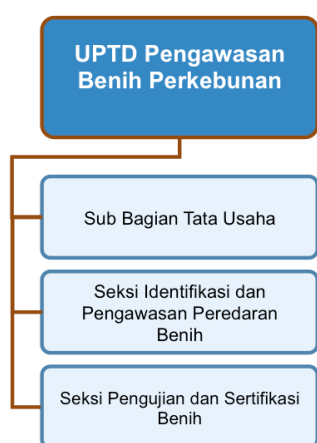 UPTD Pengawasan
Benih Perkebunan
Sub Bagian Tata Usaha
Seksi Identifikasi dan
Pengawasan Peredaran
Benih
Seksi Pengujian dan Sertifikasi
Benih